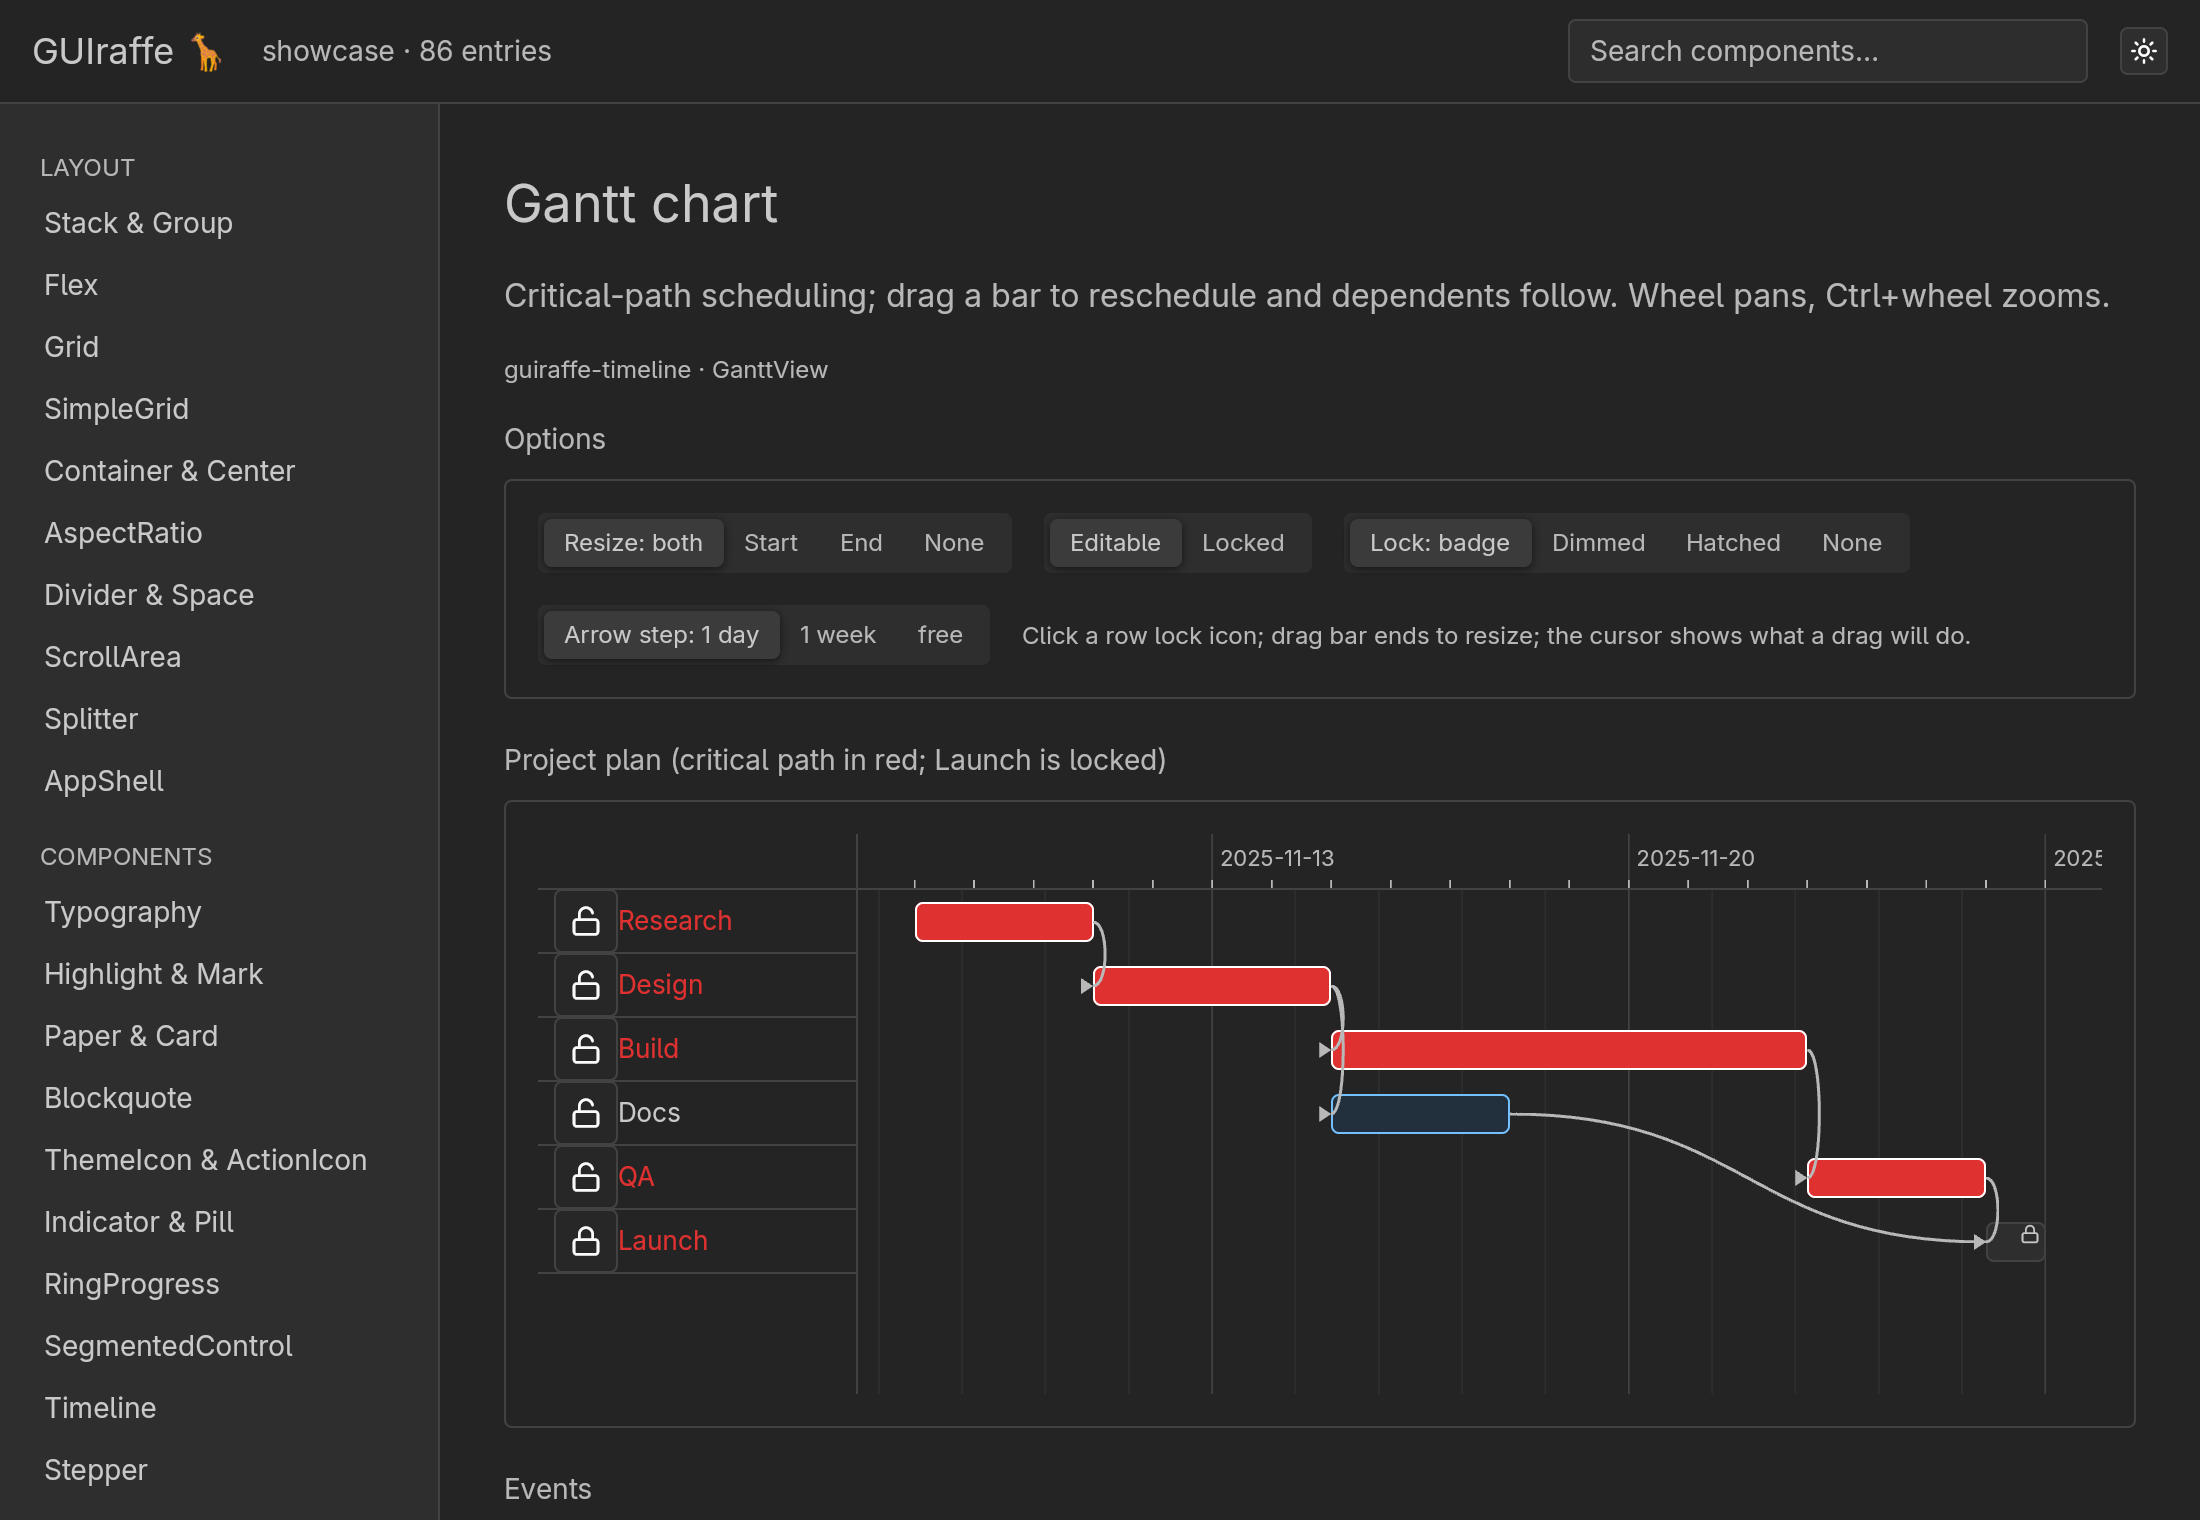 GUIraffe 🦒 showcase · 86 entries Search components...
LAYOUT
Stack & Group
Flex
Grid
SimpleGrid
Container & Center
AspectRatio
Divider & Space
ScrollArea
Splitter
AppShell
COMPONENTS
Typography
Highlight & Mark
Paper & Card
Blockquote
ThemeIcon & ActionIcon
Indicator & Pill
RingProgress
SegmentedControl
Timeline
Stepper
Gantt chart
Critical-path scheduling; drag a bar to reschedule and dependents follow. Wheel pans, Ctrl+wheel zooms.
guiraffe-timeline · GanttView
Options
Resize: both Start End None Editable Locked Lock: badge Dimmed Hatched None
Arrow step: 1 day 1 week free Click a row lock icon; drag bar ends to resize; the cursor shows what a drag will do.
Project plan (critical path in red; Launch is locked)
2025-11-13 2025-11-20 2025
Research
Design
Build
Docs
QA
Launch
Events